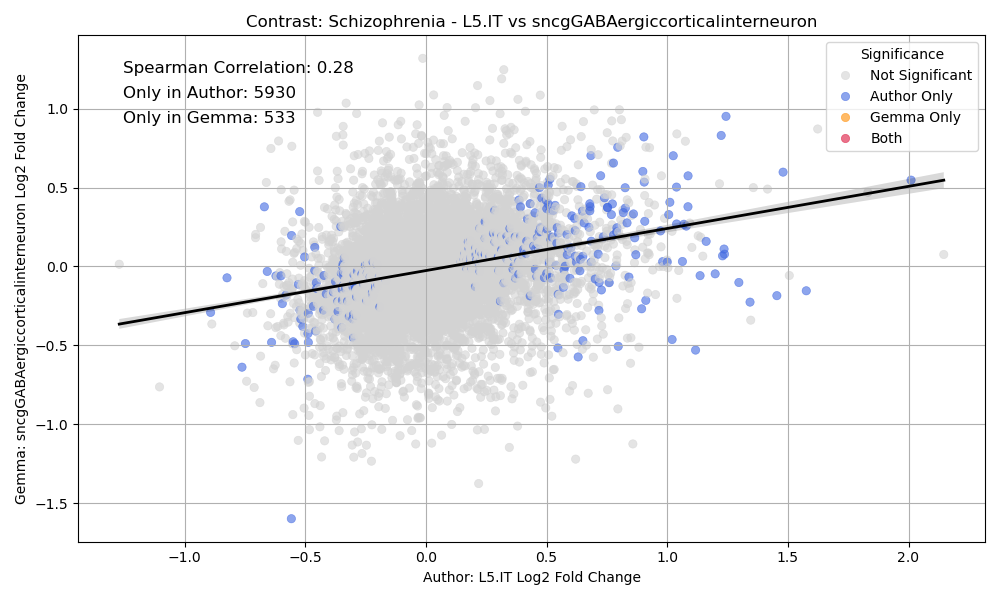 Contrast: Schizophrenia - L5.IT vs sncgGABAergiccorticalinterneuron
Spearman Correlation: 0.28
Only in Author: 5930
Only in Gemma: 533
Significance
Not Significant
Author Only
Gemma Only
Both
Gemma: sncgGABAergiccorticalinterneuron Log2 Fold Change
1.0
0.5
0.0
−0.5
−1.0
−1.5
−1.0 −0.5 0.0 0.5 1.0 1.5 2.0
Author: L5.IT Log2 Fold Change